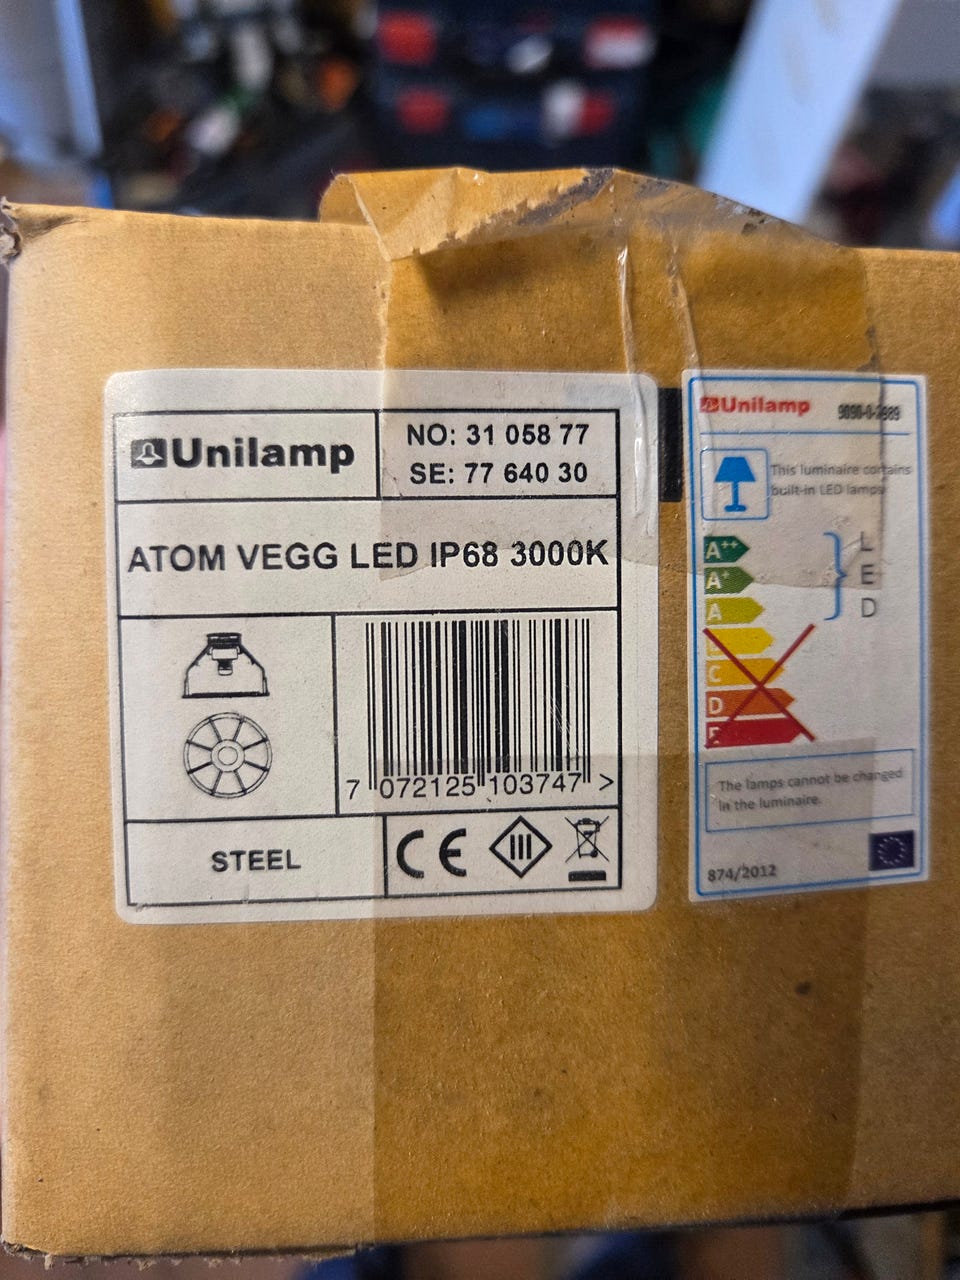 Unilamp
NO: 31 058 77
SE: 77 640 30
ATOM VEGG LED IP68 3000K
7 072125 103747 >
STEEL
CE
III
Unilamp
This luminaire contains
built-in LED lamps
A++
A+
A
C
D
L
E
D
The lamps cannot be changed
in the luminaire.
874/2012